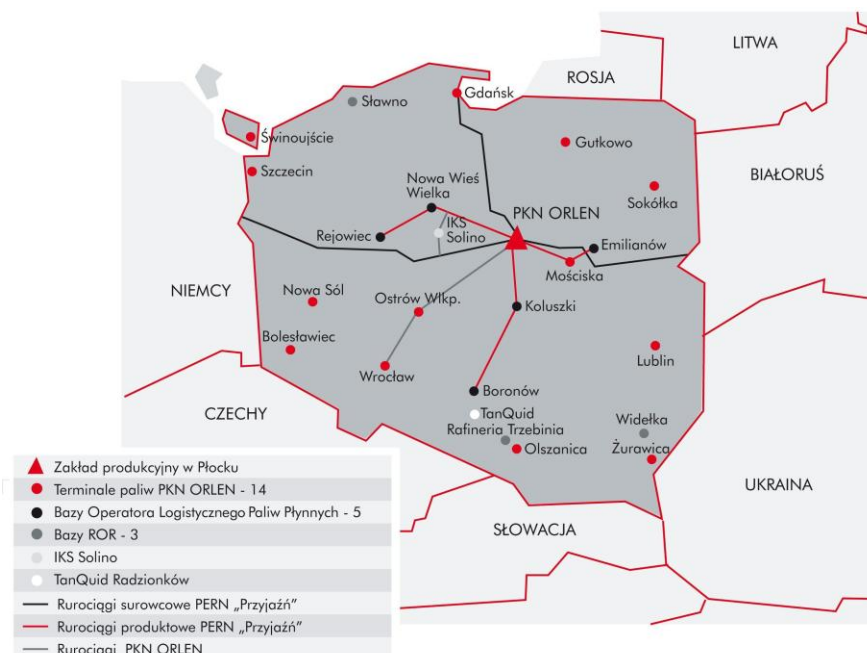 LITWA
ROSJA
Gdańsk
Sławno
Świnoujście
Gutkowo
BIAŁORUŚ
Szczecin
Nowa Wieś
Wielka
Sokółka
PKN ORLEN
IKS
Solino
Rejowiec
Emilianów
Mościska
NIEMCY
Nowa Sól
Ostrów Wlkp.
Koluszki
Bolesławiec
Lublin
Wrocław
Boronów
CZECHY
TanQuid
Rafineria Trzebinia
Widełka
Olszanica
Żurawica
UKRAINA
SŁOWACJA
Zakład produkcyjny w Płocku
Terminale paliw PKN ORLEN - 14
Bazy Operatora Logistycznego Paliw Płynnych - 5
Bazy ROR - 3
IKS Solino
TanQuid Radzionków
Rurociągi surowcowe PERN „Przyjaźń”
Rurociągi produktowe PERN „Przyjaźń”
Rurociągi PKN ORLEN